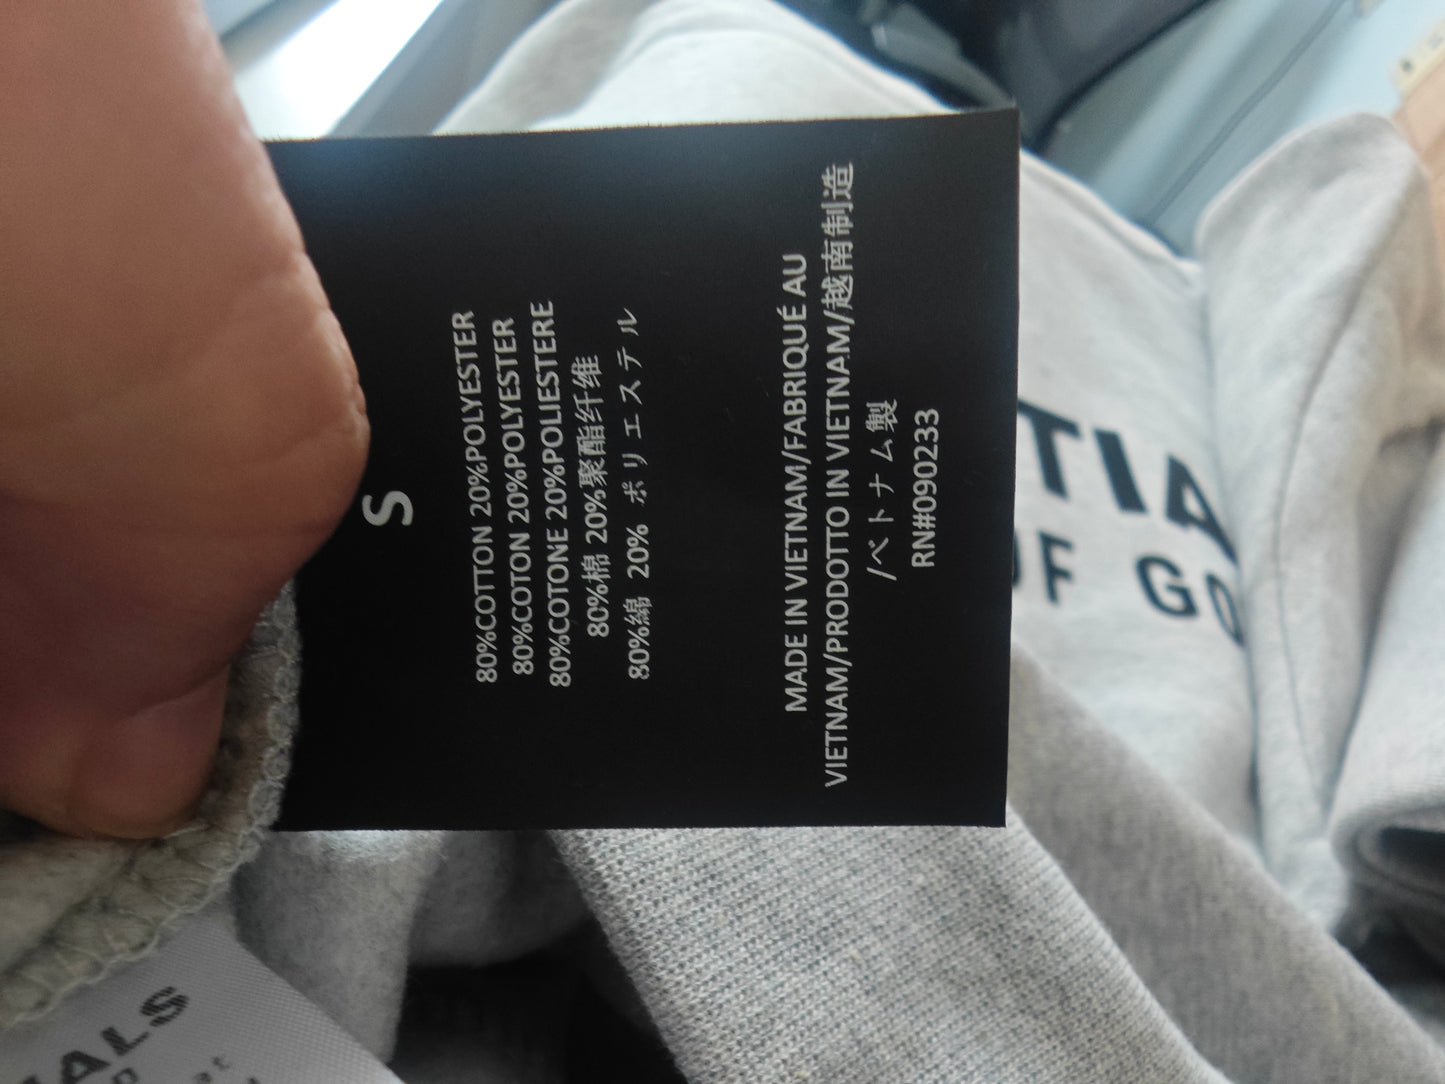 S
80%COTTON 20%POLYESTER
80%COTON 20%POLYESTER
80%COTONE 20%POLIESTERE
80%棉 20%聚酯纤维
80%綿 20% ポリエステル
MADE IN VIETNAM/FABRIQUÉ AU
VIETNAM/PRODOTTO IN VIETNAM/越南制造
/ベトナム製
RN#090233
TIA
OF GO
ALS